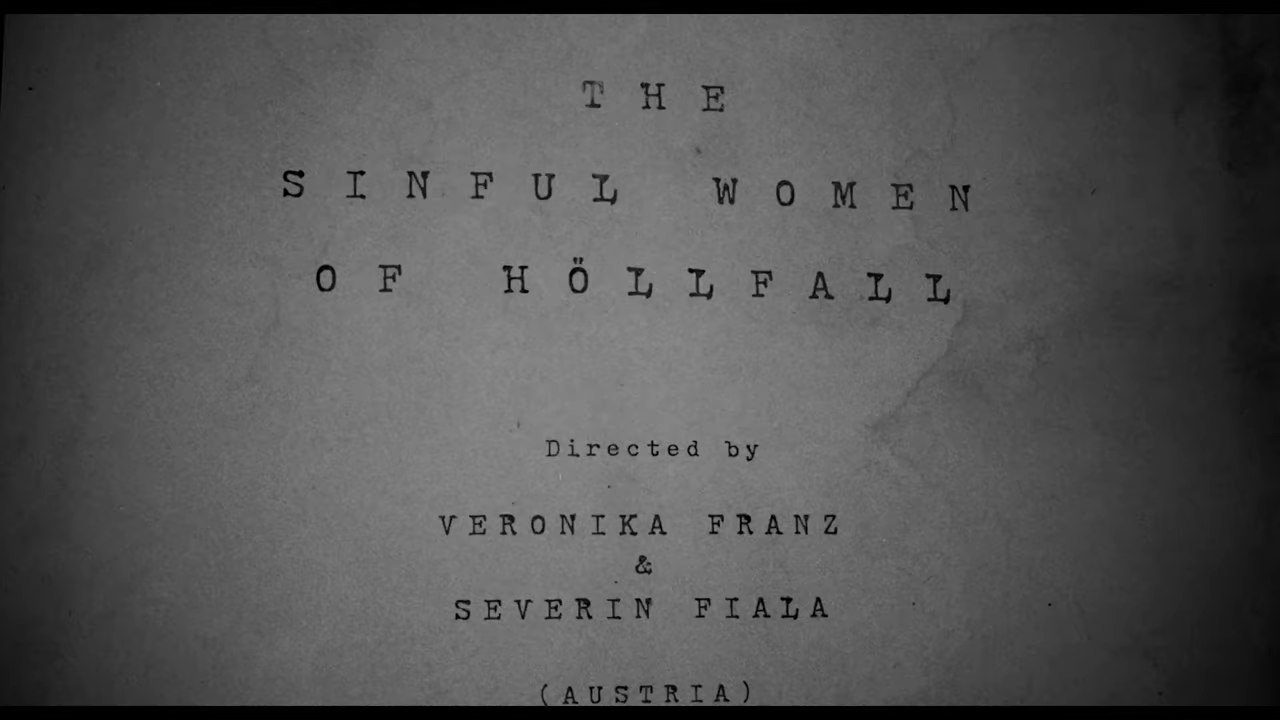 THE
SINFUL WOMEN
OF HÖLLFALL
Directed by
VERONIKA FRANZ
&
SEVERIN FIALA
(AUSTRIA)